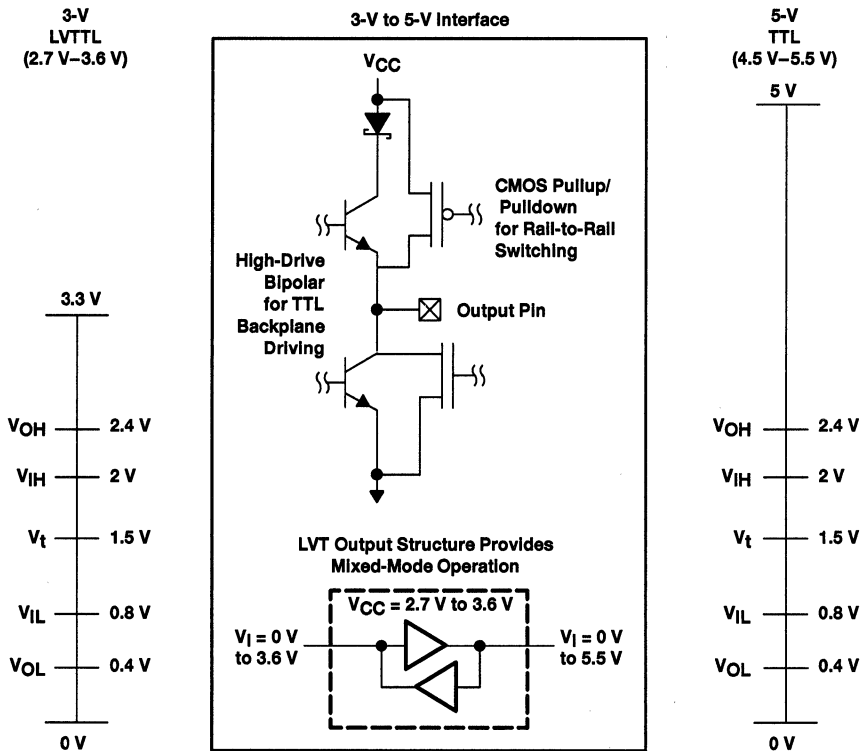 3-V
LVTTL
(2.7 V–3.6 V)
3.3 V
VOH
2.4 V
VIH
2 V
Vt
1.5 V
VIL
0.8 V
VOL
0.4 V
0 V
3-V to 5-V Interface
VCC
CMOS Pullup/
Pulldown
for Rail-to-Rail
Switching
High-Drive
Bipolar
for TTL
Backplane
Driving
Output Pin
LVT Output Structure Provides
Mixed-Mode Operation
VCC = 2.7 V to 3.6 V
VI = 0 V
to 3.6 V
VI = 0 V
to 5.5 V
5-V
TTL
(4.5 V–5.5 V)
5 V
VOH
2.4 V
VIH
2 V
Vt
1.5 V
VIL
0.8 V
VOL
0.4 V
0 V